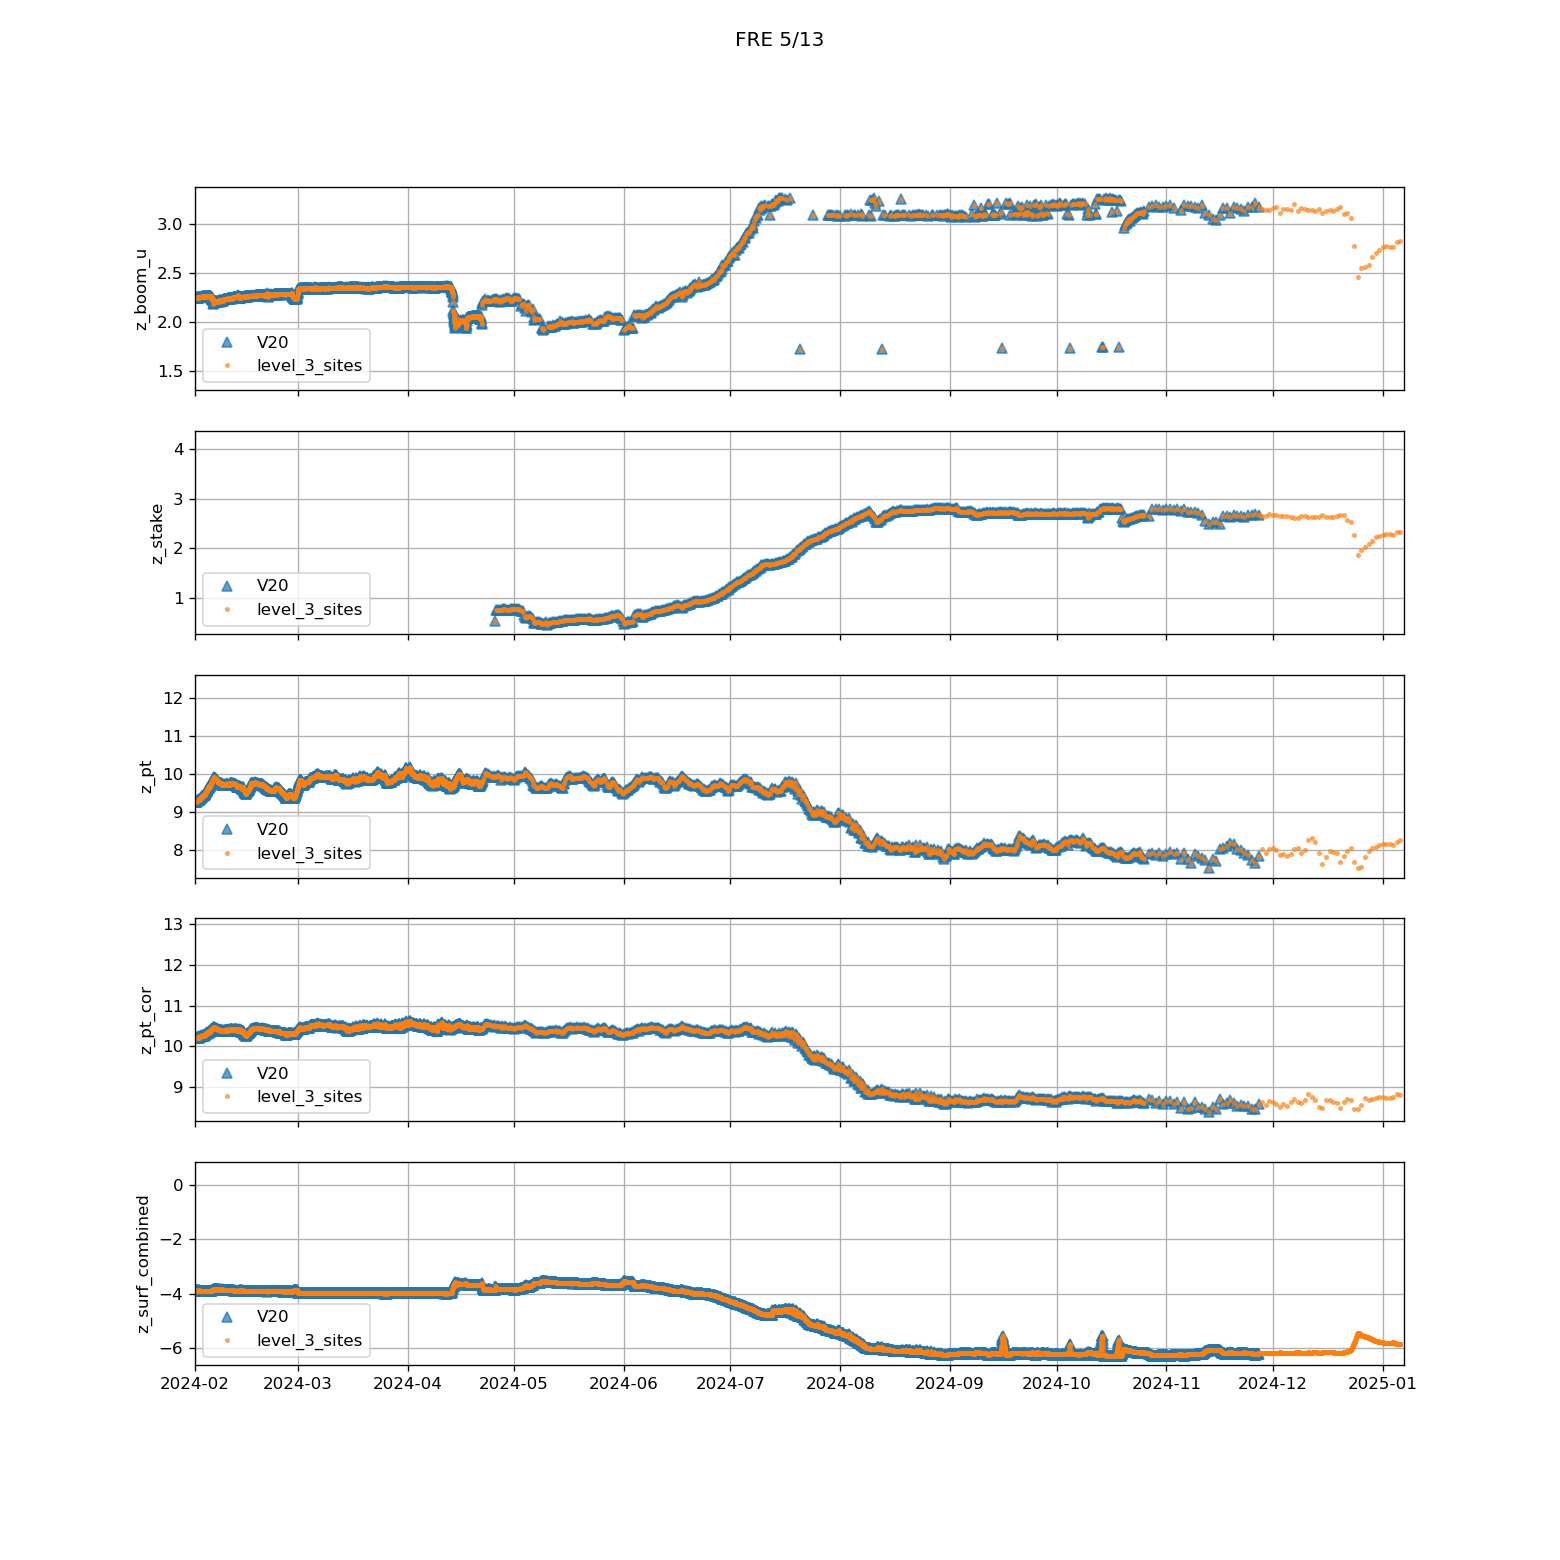 FRE 5/13
z_boom_u
3.0
2.5
2.0
1.5
V20
level_3_sites
z_stake
4
3
2
1
V20
level_3_sites
z_pt
12
11
10
9
8
V20
level_3_sites
z_pt_cor
13
12
11
10
9
V20
level_3_sites
z_surf_combined
0
−2
−4
−6
V20
level_3_sites
2024-02 2024-03 2024-04 2024-05 2024-06 2024-07 2024-08 2024-09 2024-10 2024-11 2024-12 2025-01